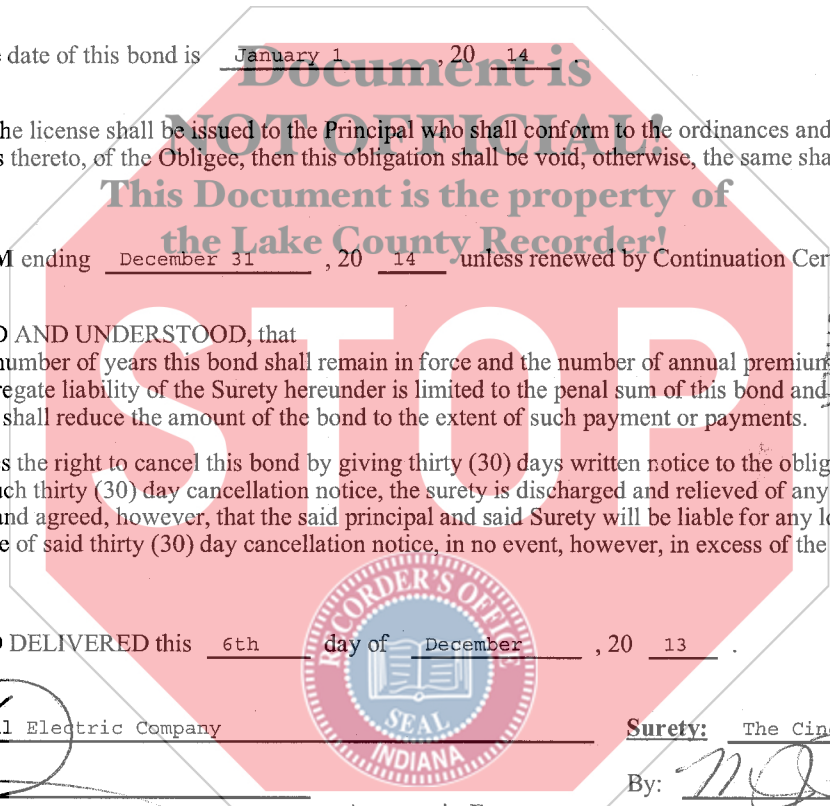 date of this bond is January 1 , 20 14 .
Document is
he license shall be issued to the Principal who shall conform to the ordinances and
NOT OFFICIAL!
s thereto, of the Obligee, then this obligation shall be void, otherwise, the same sha
This Document is the property of
the Lake County Recorder!
M ending December 31 , 20 14 unless renewed by Continuation Cer
D AND UNDERSTOOD, that
number of years this bond shall remain in force and the number of annual premium
regate liability of the Surety hereunder is limited to the penal sum of this bond and
shall reduce the amount of the bond to the extent of such payment or payments.
STOP
s the right to cancel this bond by giving thirty (30) days written notice to the oblig
ch thirty (30) day cancellation notice, the surety is discharged and relieved of any
and agreed, however, that the said principal and said Surety will be liable for any lo
e of said thirty (30) day cancellation notice, in no event, however, in excess of the
D DELIVERED this 6th day of December , 20 13 .
RECORDER'S OFFICE
SEAL
INDIANA
l Electric Company
Surety: The Cin
By: